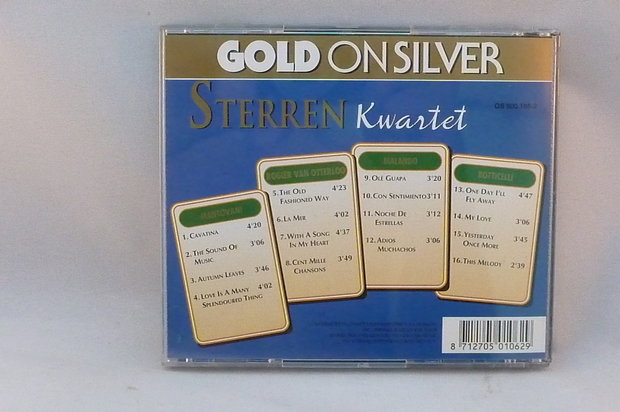 GOLD ON SILVER
STERREN Kwartet
MANTOVANI
1. CAVATINA 4'20
2. THE SOUND OF 3'06
MUSIC
3. AUTUMN LEAVES 3'46
4. LOVE IS A MANY 4'02
SPLENDOURED THING
ROGIER VAN OTTERLOO
5. THE OLD 4'23
FASHIONED WAY
6. LA MER 4'02
7. WITH A SONG 4'37
IN MY HEART
8. CENT MILLE 3'49
CHANSONS
MALANDO
9. OLÉ GUAPA 3'20
10. CON SENTIMIENTO 3'11
11. NOCHE DE 3'12
ESTRELLAS
12. ADIOS 3'06
MUCHACHOS
BOTTICELLI
13. ONE DAY I'LL 4'47
FLY AWAY
14. MY LOVE 3'06
15. YESTERDAY 3'45
ONCE MORE
16. THIS MELODY 2'39
8 712705 010629